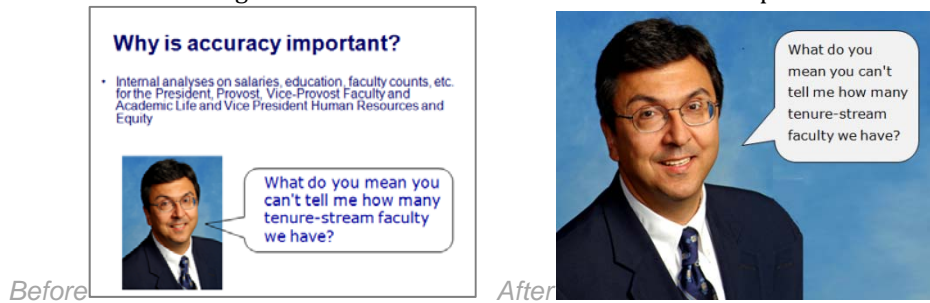 Why is accuracy important?
• Internal analyses on salaries, education, faculty counts, etc.
for the President, Provost, Vice-Provost Faculty and
Academic Life and Vice President Human Resources and
Equity
What do you mean you
can't tell me how many
tenure-stream faculty
we have?
Before
What do you
mean you can't
tell me how many
tenure-stream
faculty we have?
After